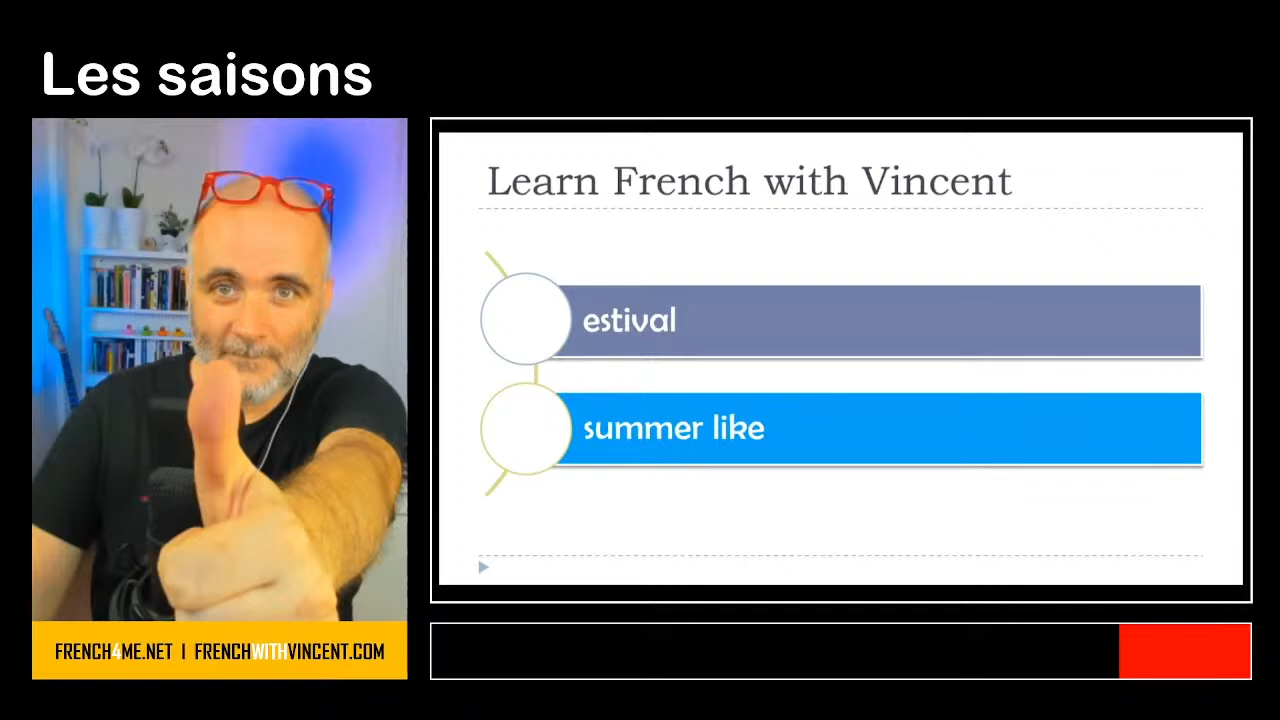 Les saisons
Learn French with Vincent
estival
summer like
FRENCH4ME.NET I FRENCHWITHVINCENT.COM